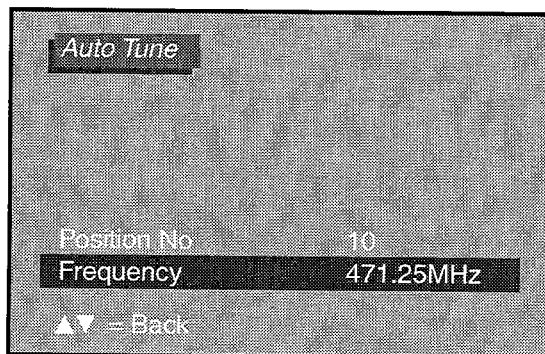 Auto Tune
Position No 10
Frequency 471.25MHz
▲▼ = Back